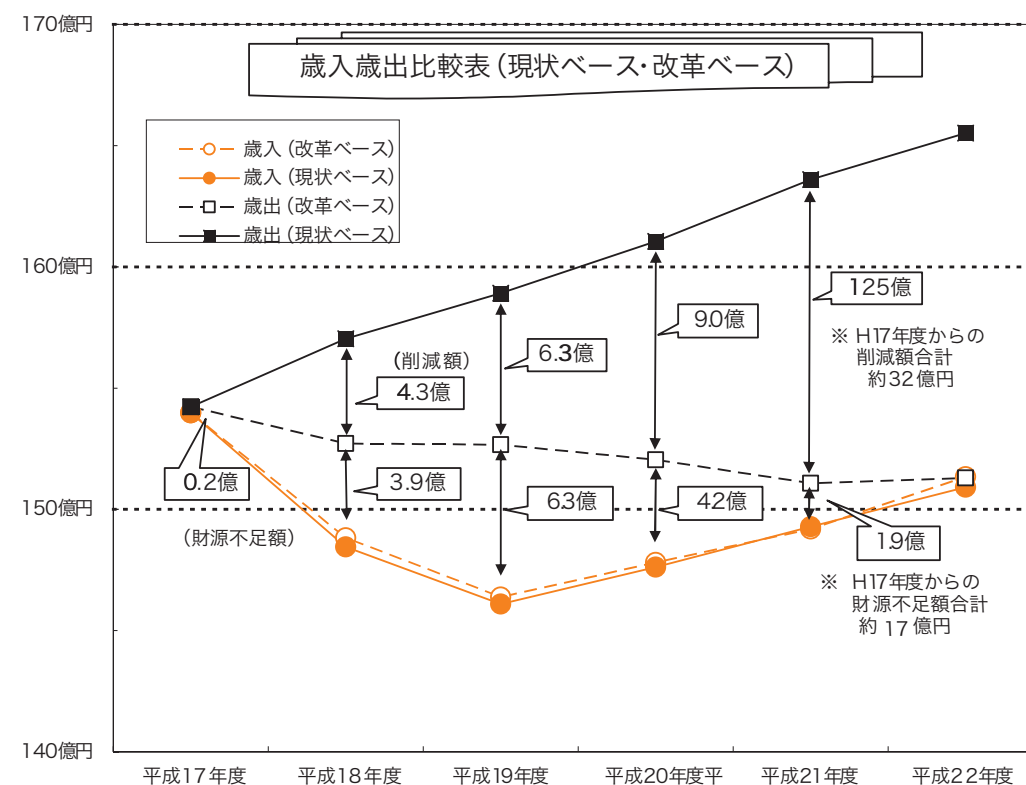 170億円
歳入歳出比較表（現状ベース・改革ベース）
歳入（改革ベース）
歳入（現状ベース）
歳出（改革ベース）
歳出（現状ベース）
160億円
125億
90億
※ H17年度からの
削減額合計
約32億円
6.3億
（削減額）
4.3億
0.2億
3.9億
63億
42億
150億円
（財源不足額）
19億
※ H17年度からの
財源不足額合計
約 17 億円
140億円
平成17年度
平成18年度
平成19年度
平成20年度平
平成21年度
平成22年度